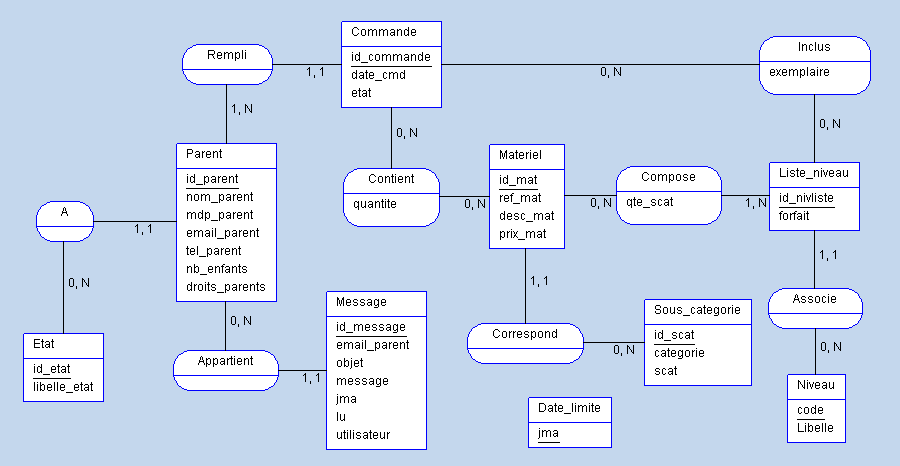 Commande
id_commande
date_cmd
etat
Rempli
1, 1
0, N
Inclus
exemplaire
1, N
0, N
0, N
Parent
id_parent
nom_parent
mdp_parent
email_parent
tel_parent
nb_enfants
droits_parents
Contient
quantite
0, N
Materiel
id_mat
ref_mat
desc_mat
prix_mat
0, N
Compose
qte_scat
1, N
Liste_niveau
id_nivliste
forfait
A
1, 1
0, N
Etat
id_etat
libelle_etat
0, N
Appartient
1, 1
Message
id_message
email_parent
objet
message
jma
lu
utilisateur
1, 1
Correspond
0, N
Sous_categorie
id_scat
categorie
scat
1, 1
Associe
0, N
Niveau
code
Libelle
Date_limite
jma